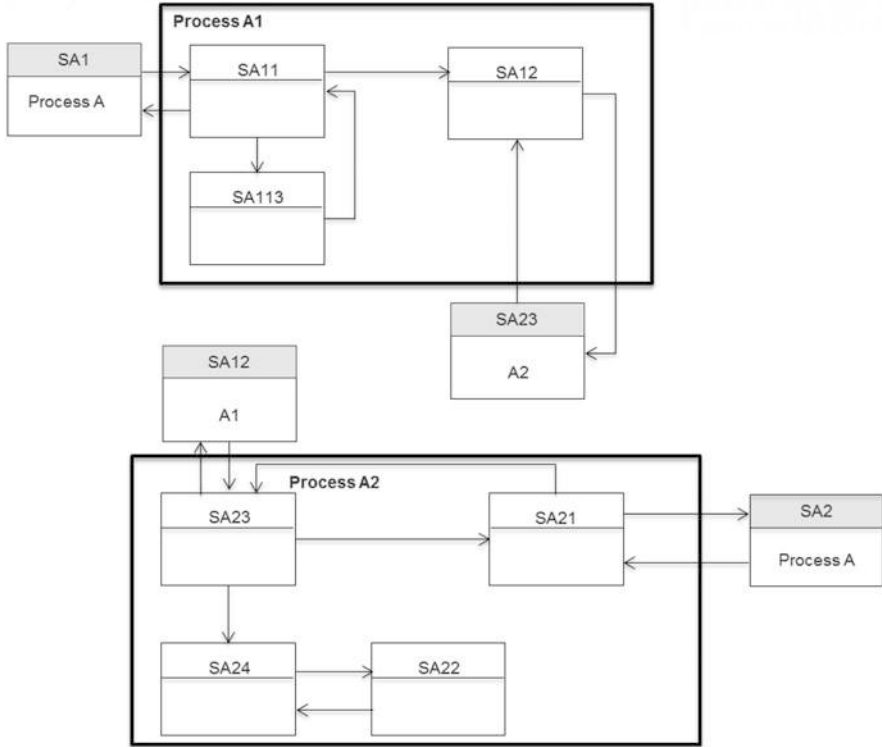 Process A1
SA1
Process A
SA11
SA12
SA113
SA23
A2
SA12
A1
Process A2
SA23
SA21
SA2
Process A
SA24
SA22